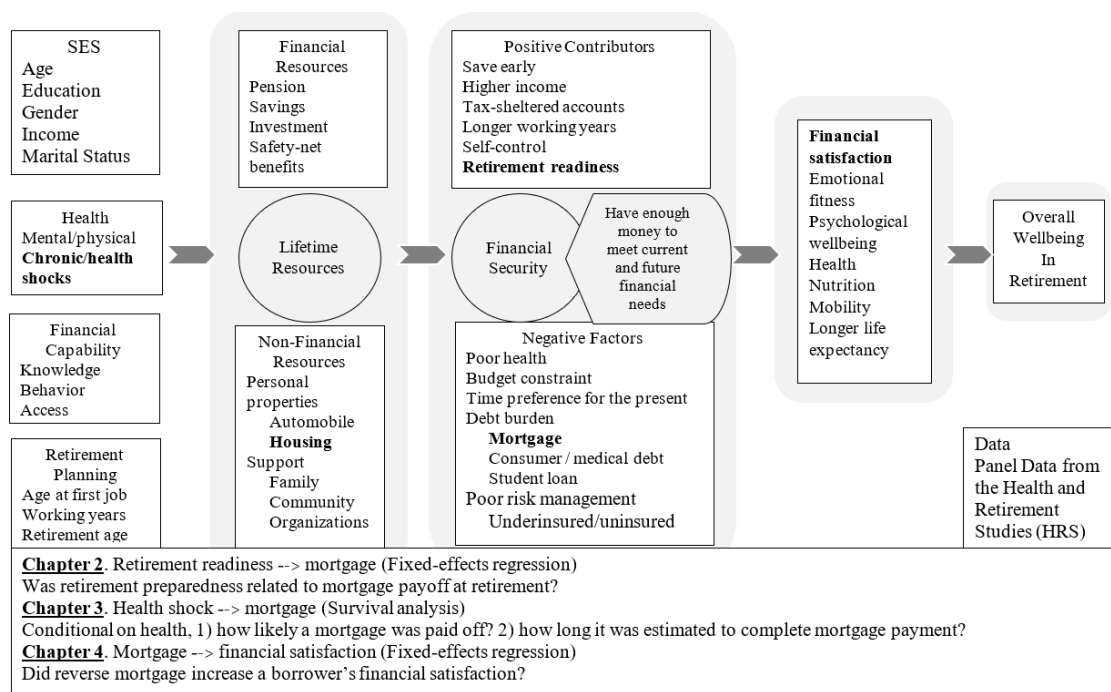 SES
Age
Education
Gender
Income
Marital Status
Health
Mental/physical
Chronic/health
shocks
Financial
Capability
Knowledge
Behavior
Access
Retirement
Planning
Age at first job
Working years
Retirement age
Financial
Resources
Pension
Savings
Investment
Safety-net
benefits
Lifetime
Resources
Non-Financial
Resources
Personal
properties
Automobile
Housing
Support
Family
Community
Organizations
Positive Contributors
Save early
Higher income
Tax-sheltered accounts
Longer working years
Self-control
Retirement readiness
Financial
Security
Have enough
money to
meet current
and future
financial
needs
Negative Factors
Poor health
Budget constraint
Time preference for the present
Debt burden
Mortgage
Consumer / medical debt
Student loan
Poor risk management
Underinsured/uninsured
Financial
satisfaction
Emotional
fitness
Psychological
wellbeing
Health
Nutrition
Mobility
Longer life
expectancy
Overall
Wellbeing
In
Retirement
Data
Panel Data from
the Health and
Retirement
Studies (HRS)
Chapter 2. Retirement readiness --> mortgage (Fixed-effects regression)
Was retirement preparedness related to mortgage payoff at retirement?
Chapter 3. Health shock --> mortgage (Survival analysis)
Conditional on health, 1) how likely a mortgage was paid off? 2) how long it was estimated to complete mortgage payment?
Chapter 4. Mortgage --> financial satisfaction (Fixed-effects regression)
Did reverse mortgage increase a borrower's financial satisfaction?